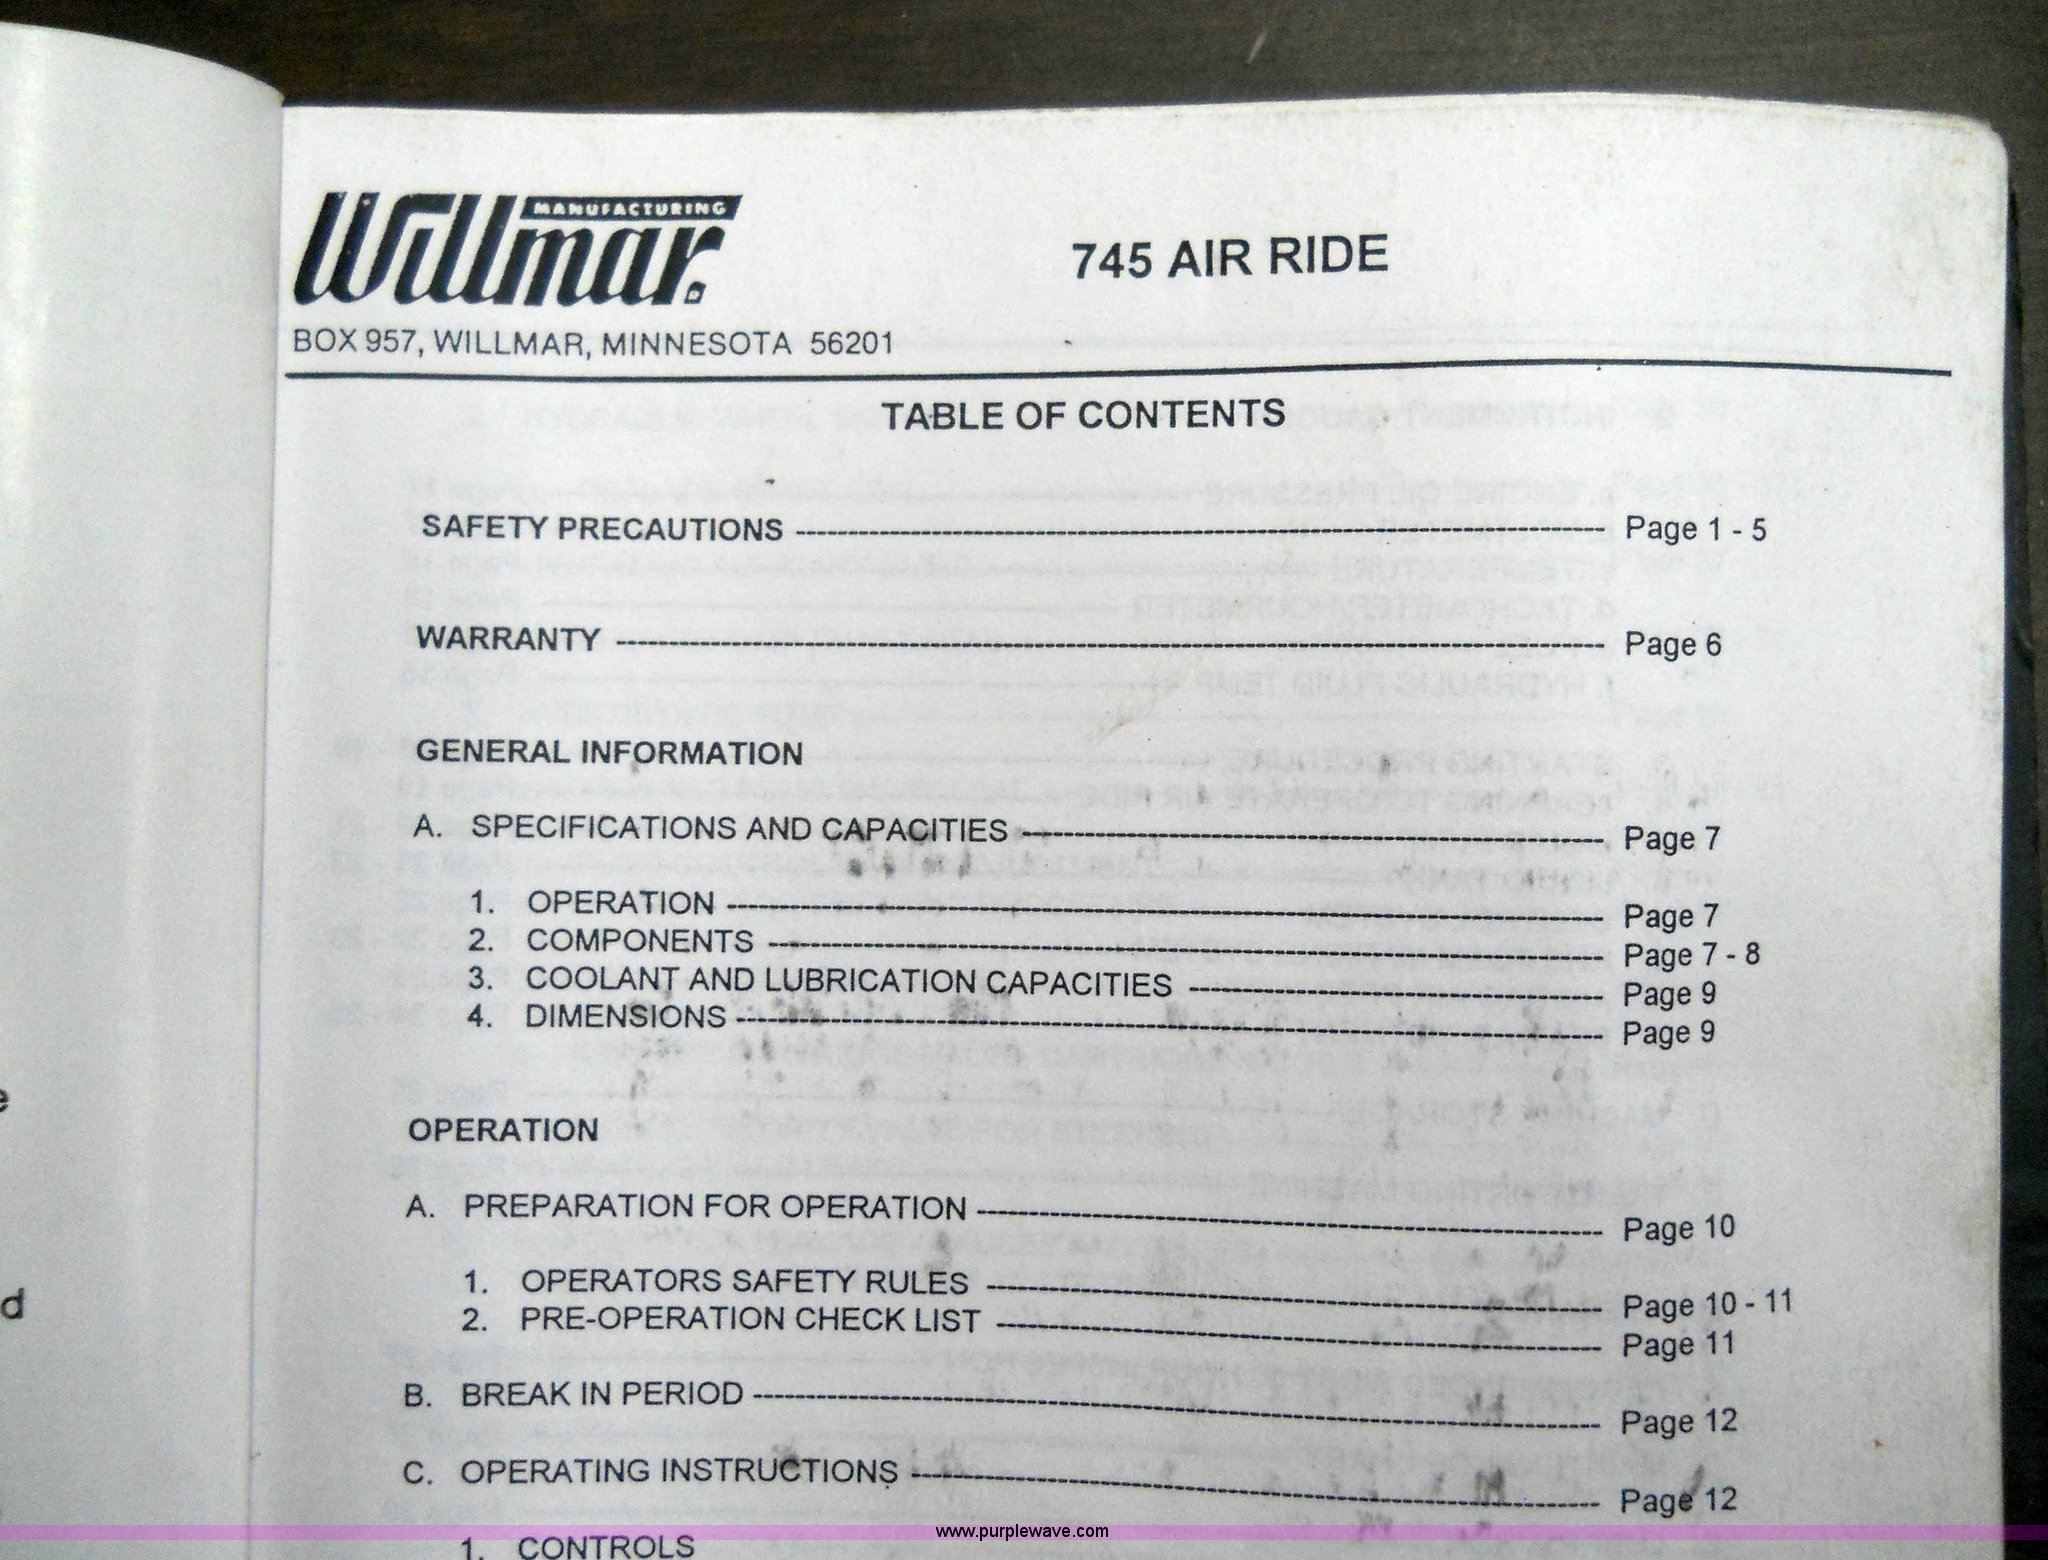 Willmar MANUFACTURING
745 AIR RIDE
BOX 957, WILLMAR, MINNESOTA 56201
TABLE OF CONTENTS
SAFETY PRECAUTIONS ---------- Page 1 - 5
WARRANTY ---------- Page 6
GENERAL INFORMATION
A. SPECIFICATIONS AND CAPACITIES ---------- Page 7
1. OPERATION ---------- Page 7
2. COMPONENTS ---------- Page 7 - 8
3. COOLANT AND LUBRICATION CAPACITIES ---------- Page 9
4. DIMENSIONS ---------- Page 9
OPERATION
A. PREPARATION FOR OPERATION ---------- Page 10
1. OPERATORS SAFETY RULES ---------- Page 10 - 11
2. PRE-OPERATION CHECK LIST ---------- Page 11
B. BREAK IN PERIOD ---------- Page 12
C. OPERATING INSTRUCTIONS ---------- Page 12
1. CONTROLS
www.purplewave.com